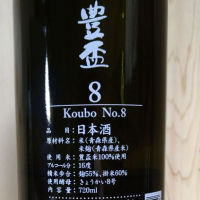 豊盃
8
Koubo No.8
品目：日本酒
原材料名：米（青森県産）、
米麹（青森県産米）
使用米：豊盃米100%使用
アルコール分：16度
精米歩合：麹55%、掛米60%
使用酵母：きょうかい8号
内容量：720ml